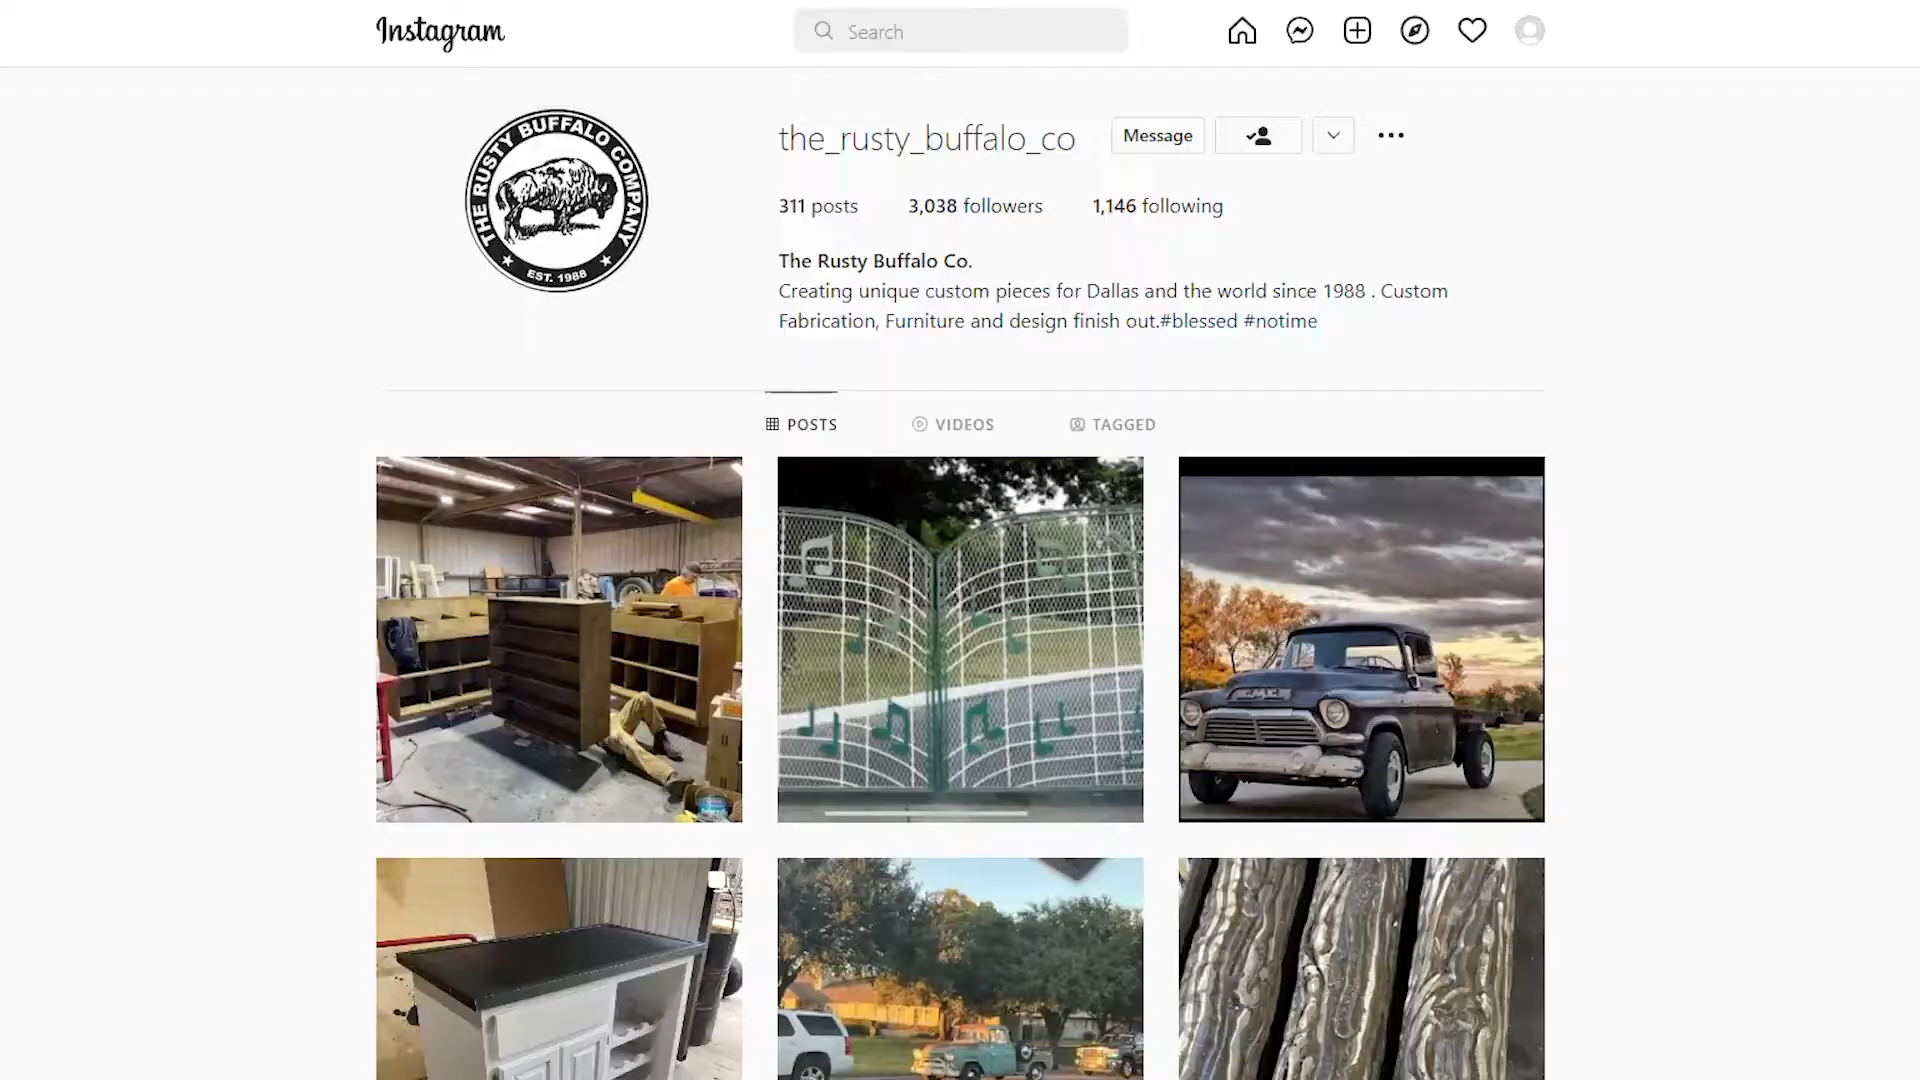 Instagram
Search
THE RUSTY BUFFALO COMPANY
EST. 1988
the_rusty_buffalo_co
Message
311 posts
3,038 followers
1,146 following
The Rusty Buffalo Co.
Creating unique custom pieces for Dallas and the world since 1988 . Custom
Fabrication, Furniture and design finish out.#blessed #notime
POSTS
VIDEOS
TAGGED
GMC